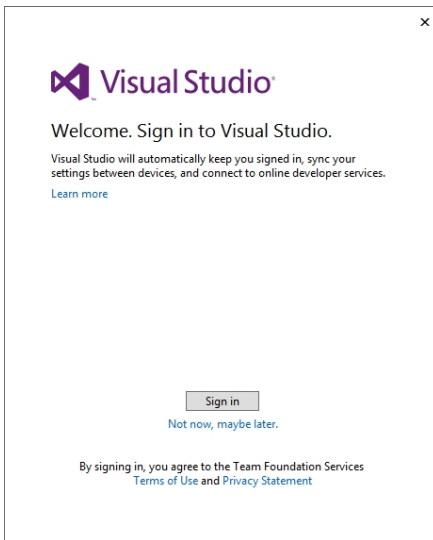 Visual Studio
Welcome. Sign in to Visual Studio.
Visual Studio will automatically keep you signed in, sync your
settings between devices, and connect to online developer services.
Learn more
Sign in
Not now, maybe later.
By signing in, you agree to the Team Foundation Services
Terms of Use and Privacy Statement